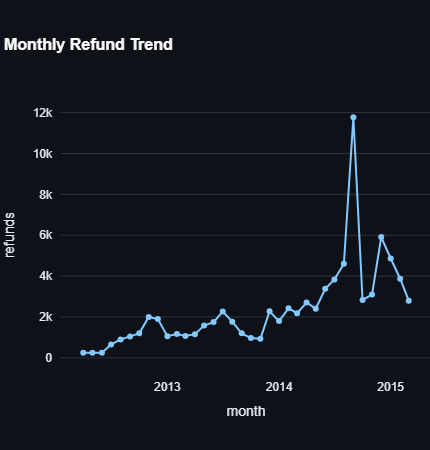 Monthly Refund Trend
12k
10k
8k
6k
4k
2k
0
refunds
2013
2014
2015
month